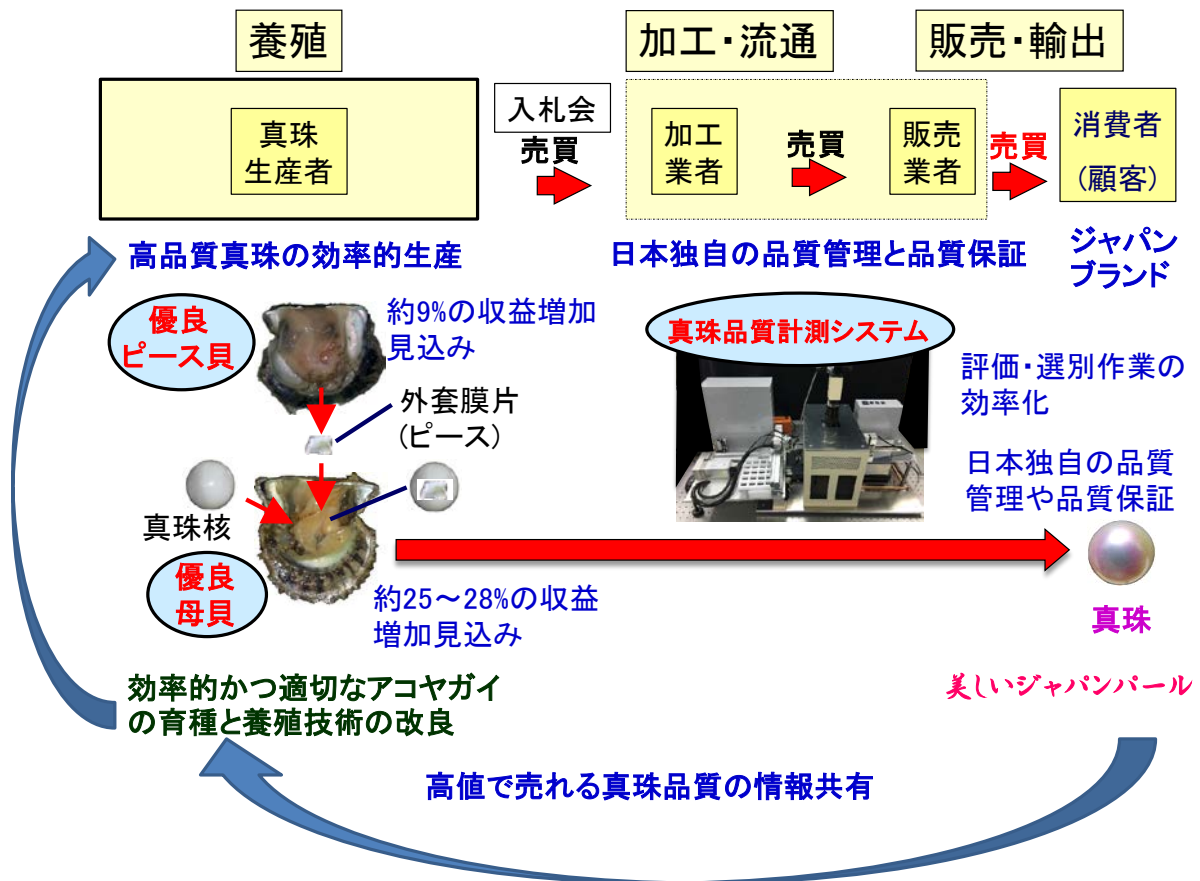 養殖
加工・流通
販売・輸出
真珠
生産者
入札会
売買
加工
業者
売買
販売
業者
売買
消費者
(顧客)
高品質真珠の効率的生産
日本独自の品質管理と品質保証
ジャパン
ブランド
優良
ピース貝
約9%の収益増加
見込み
外套膜片
(ピース)
真珠核
優良
母貝
約25～28%の収益
増加見込み
真珠品質計測システム
評価・選別作業の
効率化
日本独自の品質
管理や品質保証
真珠
美しいジャパンパール
効率的かつ適切なアコヤガイ
の育種と養殖技術の改良
高値で売れる真珠品質の情報共有